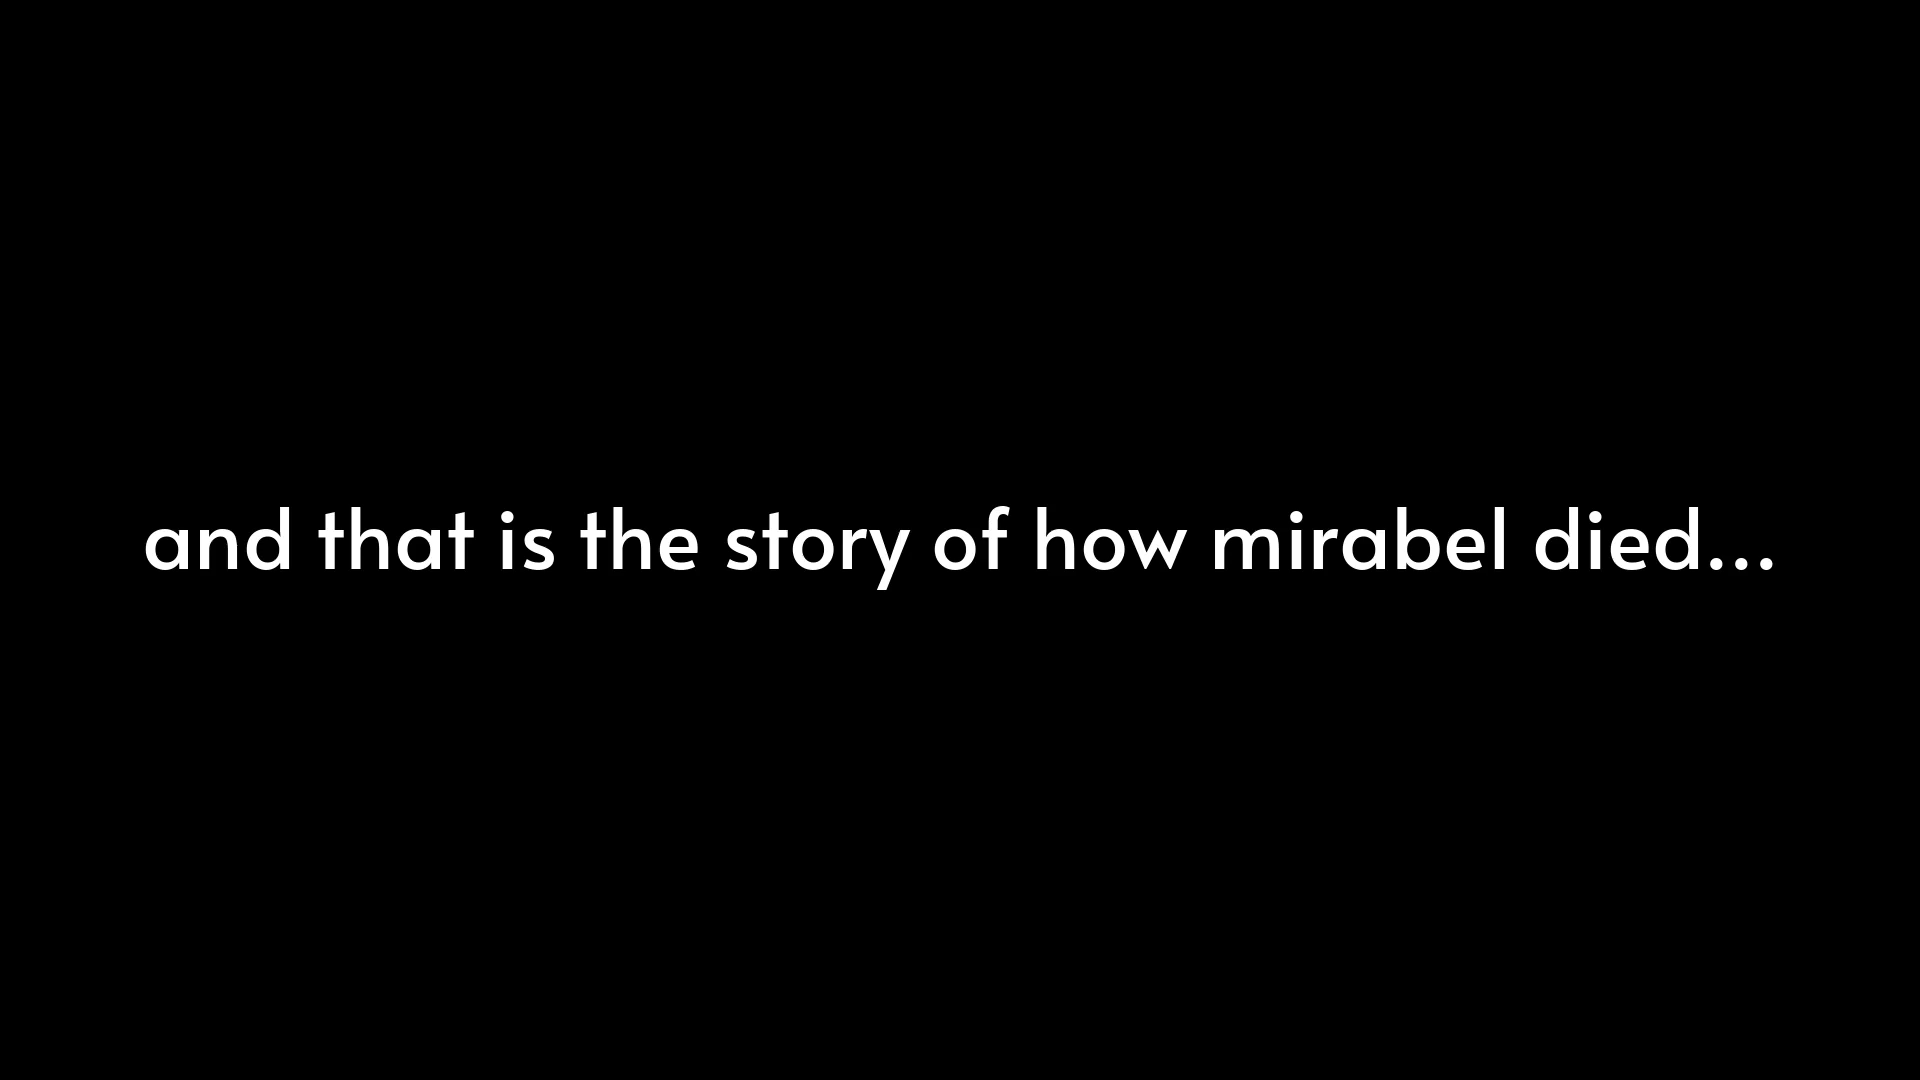 and that is the story of how mirabel died...